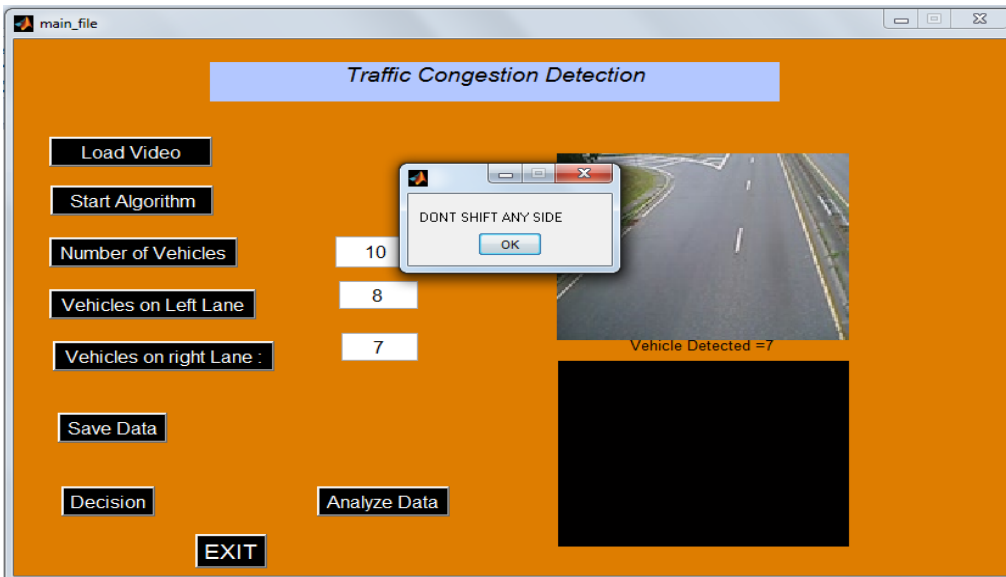 main_file
Traffic Congestion Detection
Load Video
Start Algorithm
DONT SHIFT ANY SIDE
OK
Number of Vehicles
10
Vehicles on Left Lane
8
Vehicles on right Lane :
7
Vehicle Detected =7
Save Data
Decision
Analyze Data
EXIT